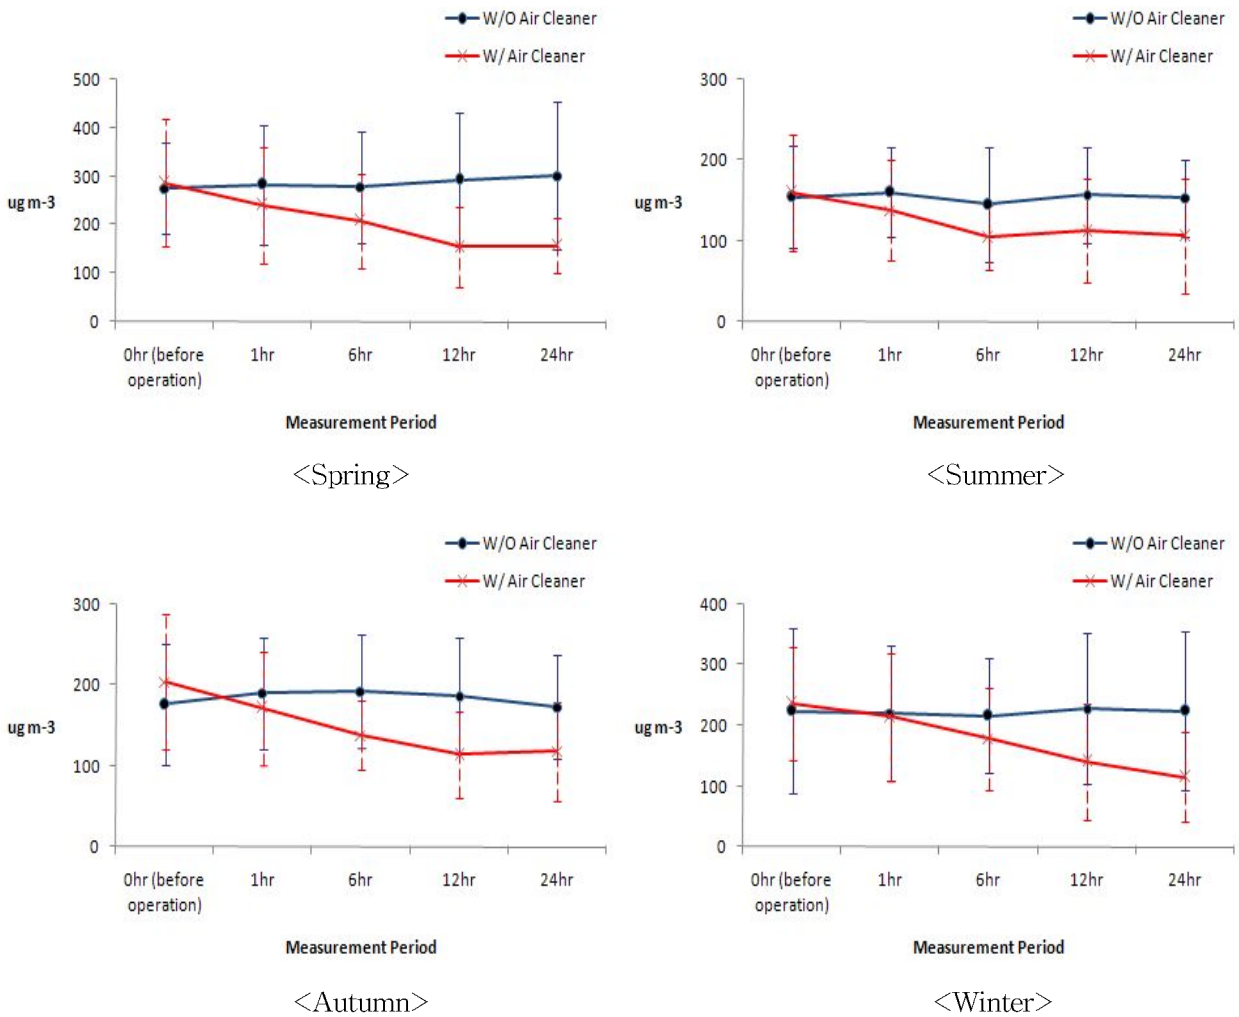 W/O Air Cleaner
W/ Air Cleaner
500
400
300
200
100
0
ug m-3
0hr (before
operation)
1hr
6hr
12hr
24hr
Measurement Period
<Spring>
W/O Air Cleaner
W/ Air Cleaner
300
200
100
0
ug m-3
0hr (before
operation)
1hr
6hr
12hr
24hr
Measurement Period
<Summer>
W/O Air Cleaner
W/ Air Cleaner
300
200
100
0
ug m-3
0hr (before
operation)
1hr
6hr
12hr
24hr
Measurement Period
<Autumn>
W/O Air Cleaner
W/ Air Cleaner
400
300
200
100
0
ug m-3
0hr (before
operation)
1hr
6hr
12hr
24hr
Measurement Period
<Winter>